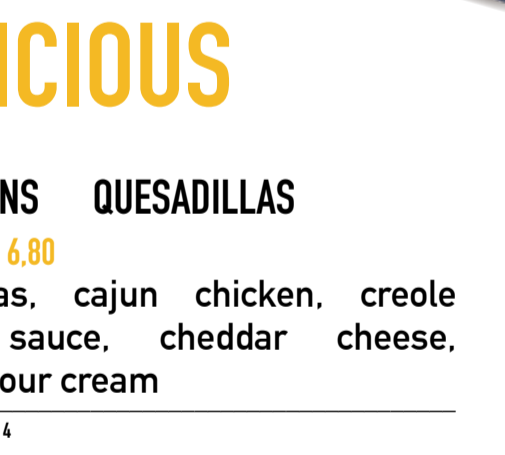 ICIOUS
NS QUESADILLAS
6,80
as, cajun chicken, creole
sauce, cheddar cheese,
our cream
4